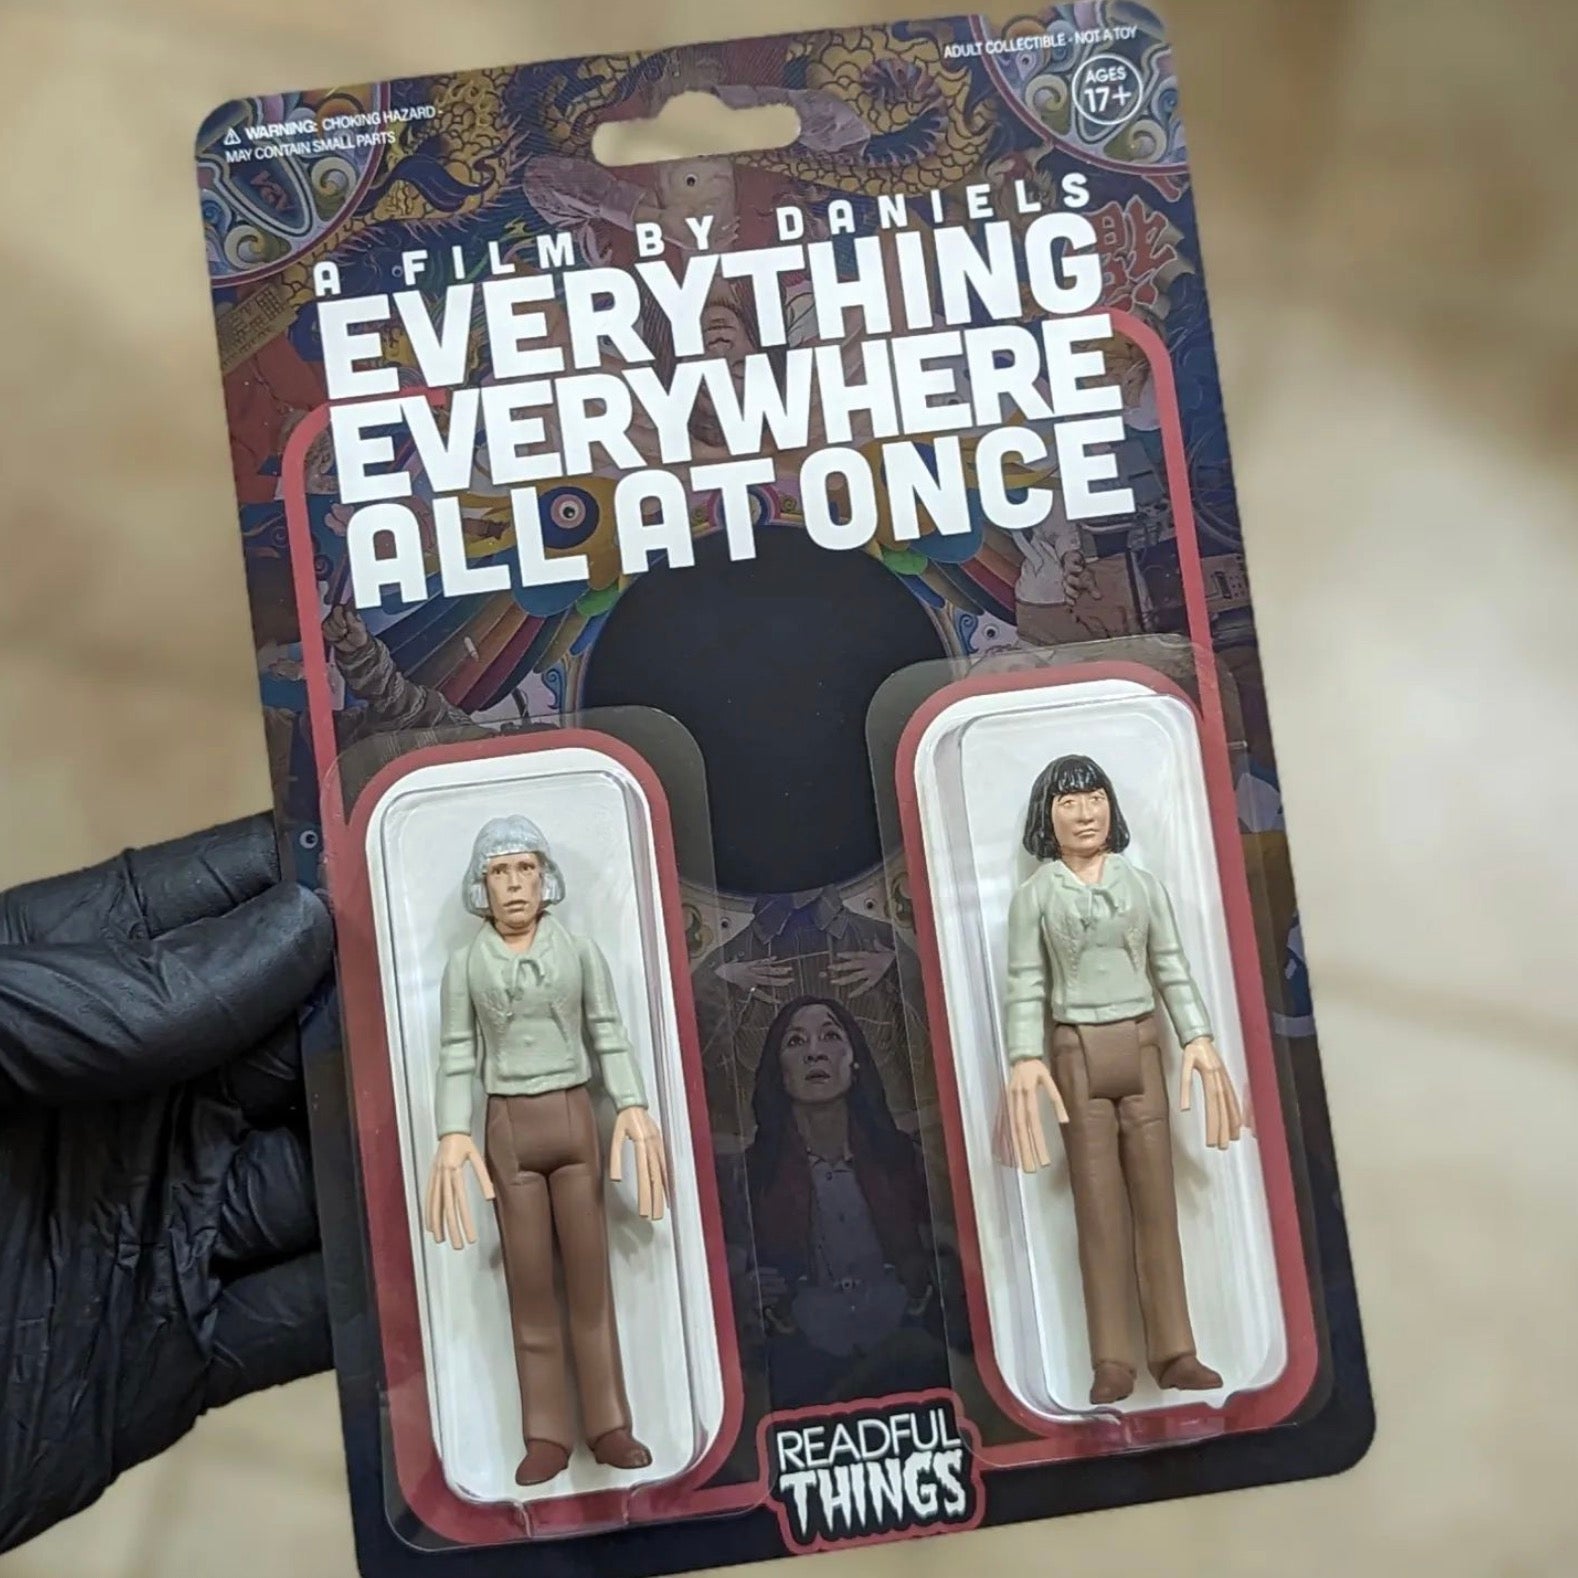 ⚠ WARNING: CHOKING HAZARD -
MAY CONTAIN SMALL PARTS
ADULT COLLECTIBLE - NOT A TOY
AGES
17+
A FILM BY DANIELS
EVERYTHING
EVERYWHERE
ALL AT ONCE
READFUL
THINGS